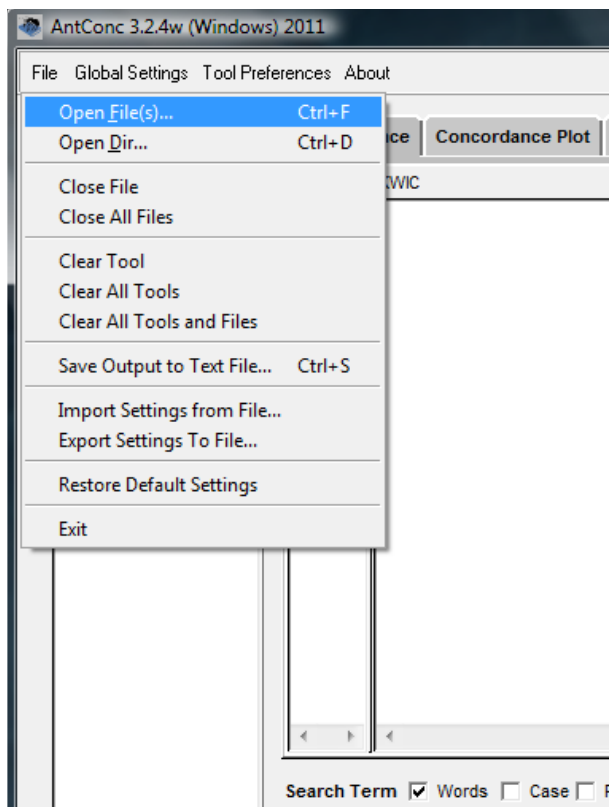 AntConc 3.2.4w (Windows) 2011
File Global Settings Tool Preferences About
Open File(s)... Ctrl+F
Open Dir... Ctrl+D
Concordance Plot
KWIC
Close File
Close All Files
Clear Tool
Clear All Tools
Clear All Tools and Files
Save Output to Text File... Ctrl+S
Import Settings from File...
Export Settings To File...
Restore Default Settings
Exit
Search Term Words Case